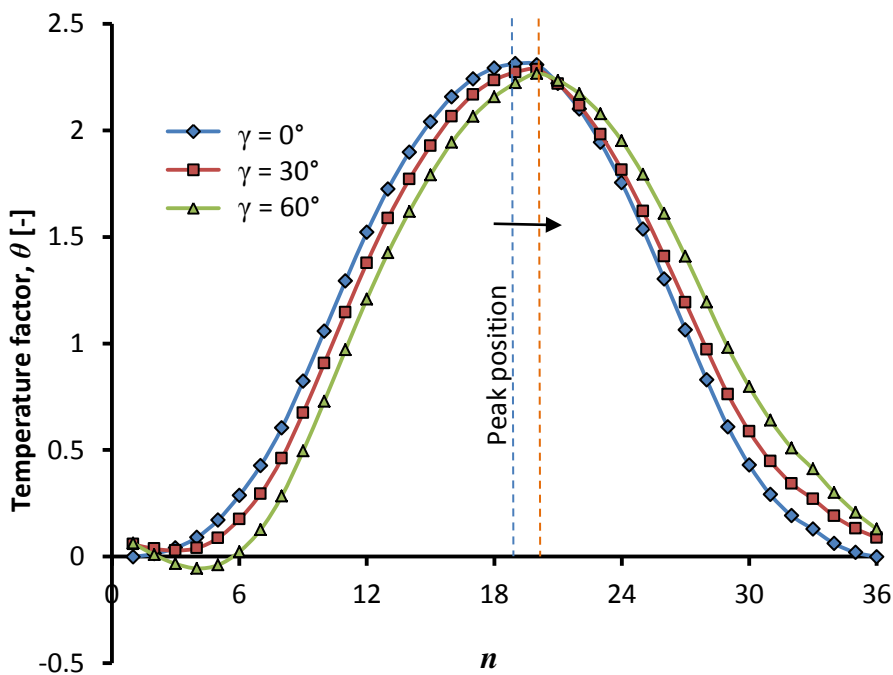 2.5
2
1.5
1
0.5
0
-0.5
Temperature factor, θ [-]
γ = 0°
γ = 30°
γ = 60°
Peak position
0 6 12 18 24 30 36
n